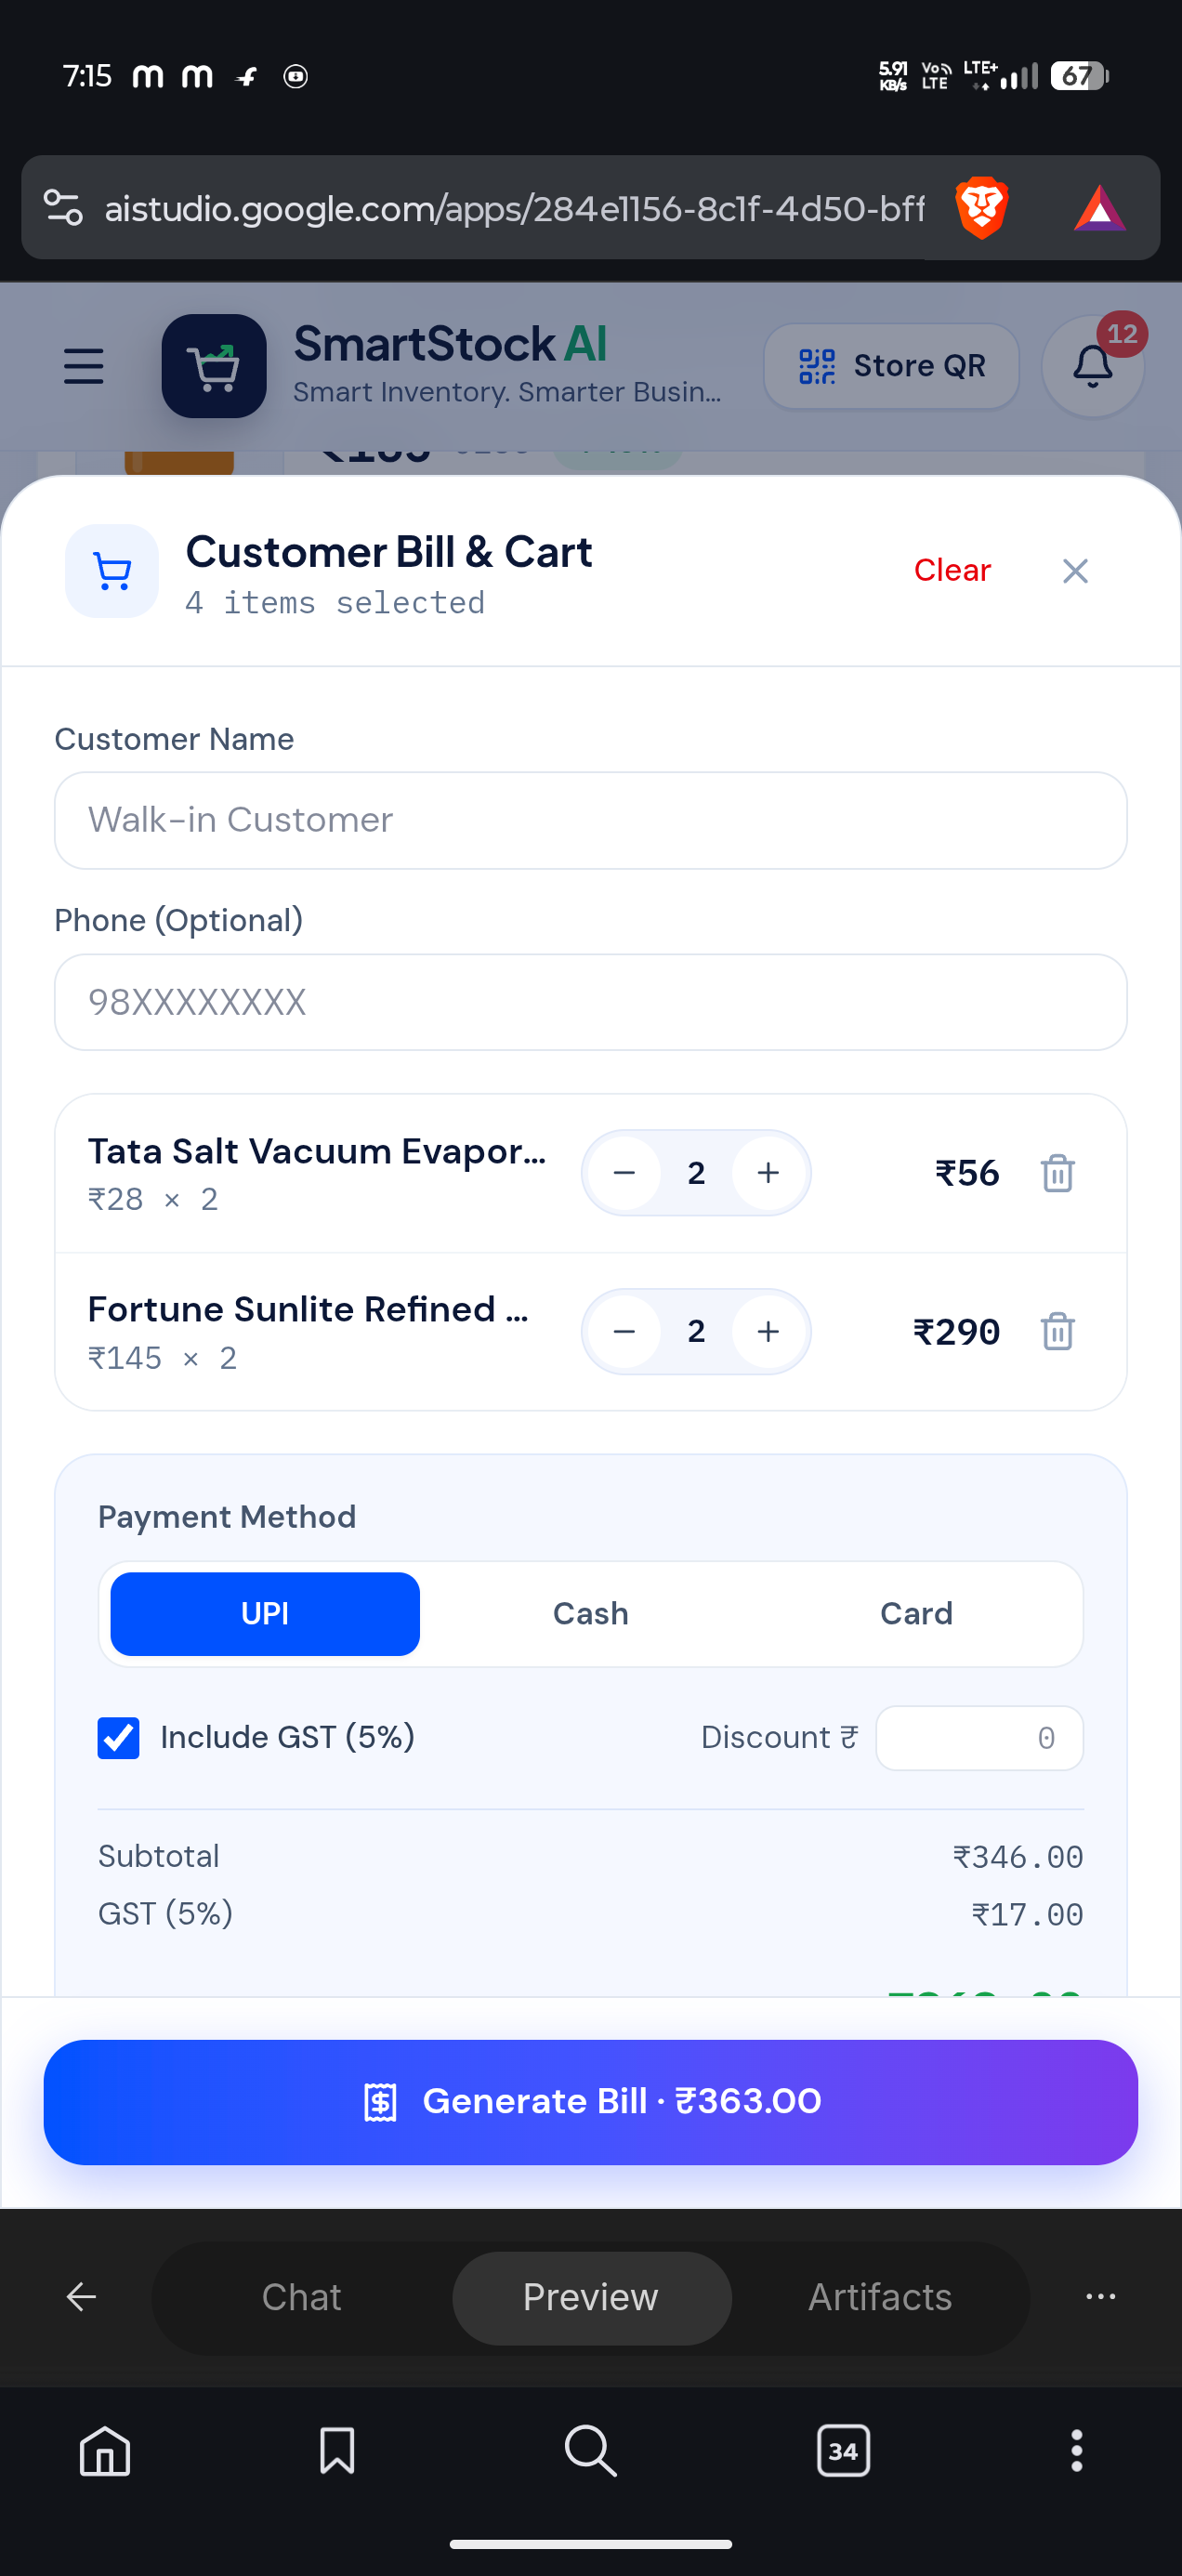 7:15
5.91
KB/s
Vo
LTE
LTE+
67
aistudio.google.com/apps/284e1156-8c1f-4d50-bff
SmartStock AI
Smart Inventory. Smarter Busin...
Store QR
12
Customer Bill & Cart
4 items selected
Clear
Customer Name
Walk-in Customer
Phone (Optional)
98XXXXXXXX
Tata Salt Vacuum Evapor...
₹28 × 2
2
₹56
Fortune Sunlite Refined ...
₹145 × 2
2
₹290
Payment Method
UPI
Cash
Card
Include GST (5%)
Discount ₹
0
Subtotal
₹346.00
GST (5%)
₹17.00
Generate Bill · ₹363.00
Chat
Preview
Artifacts
34